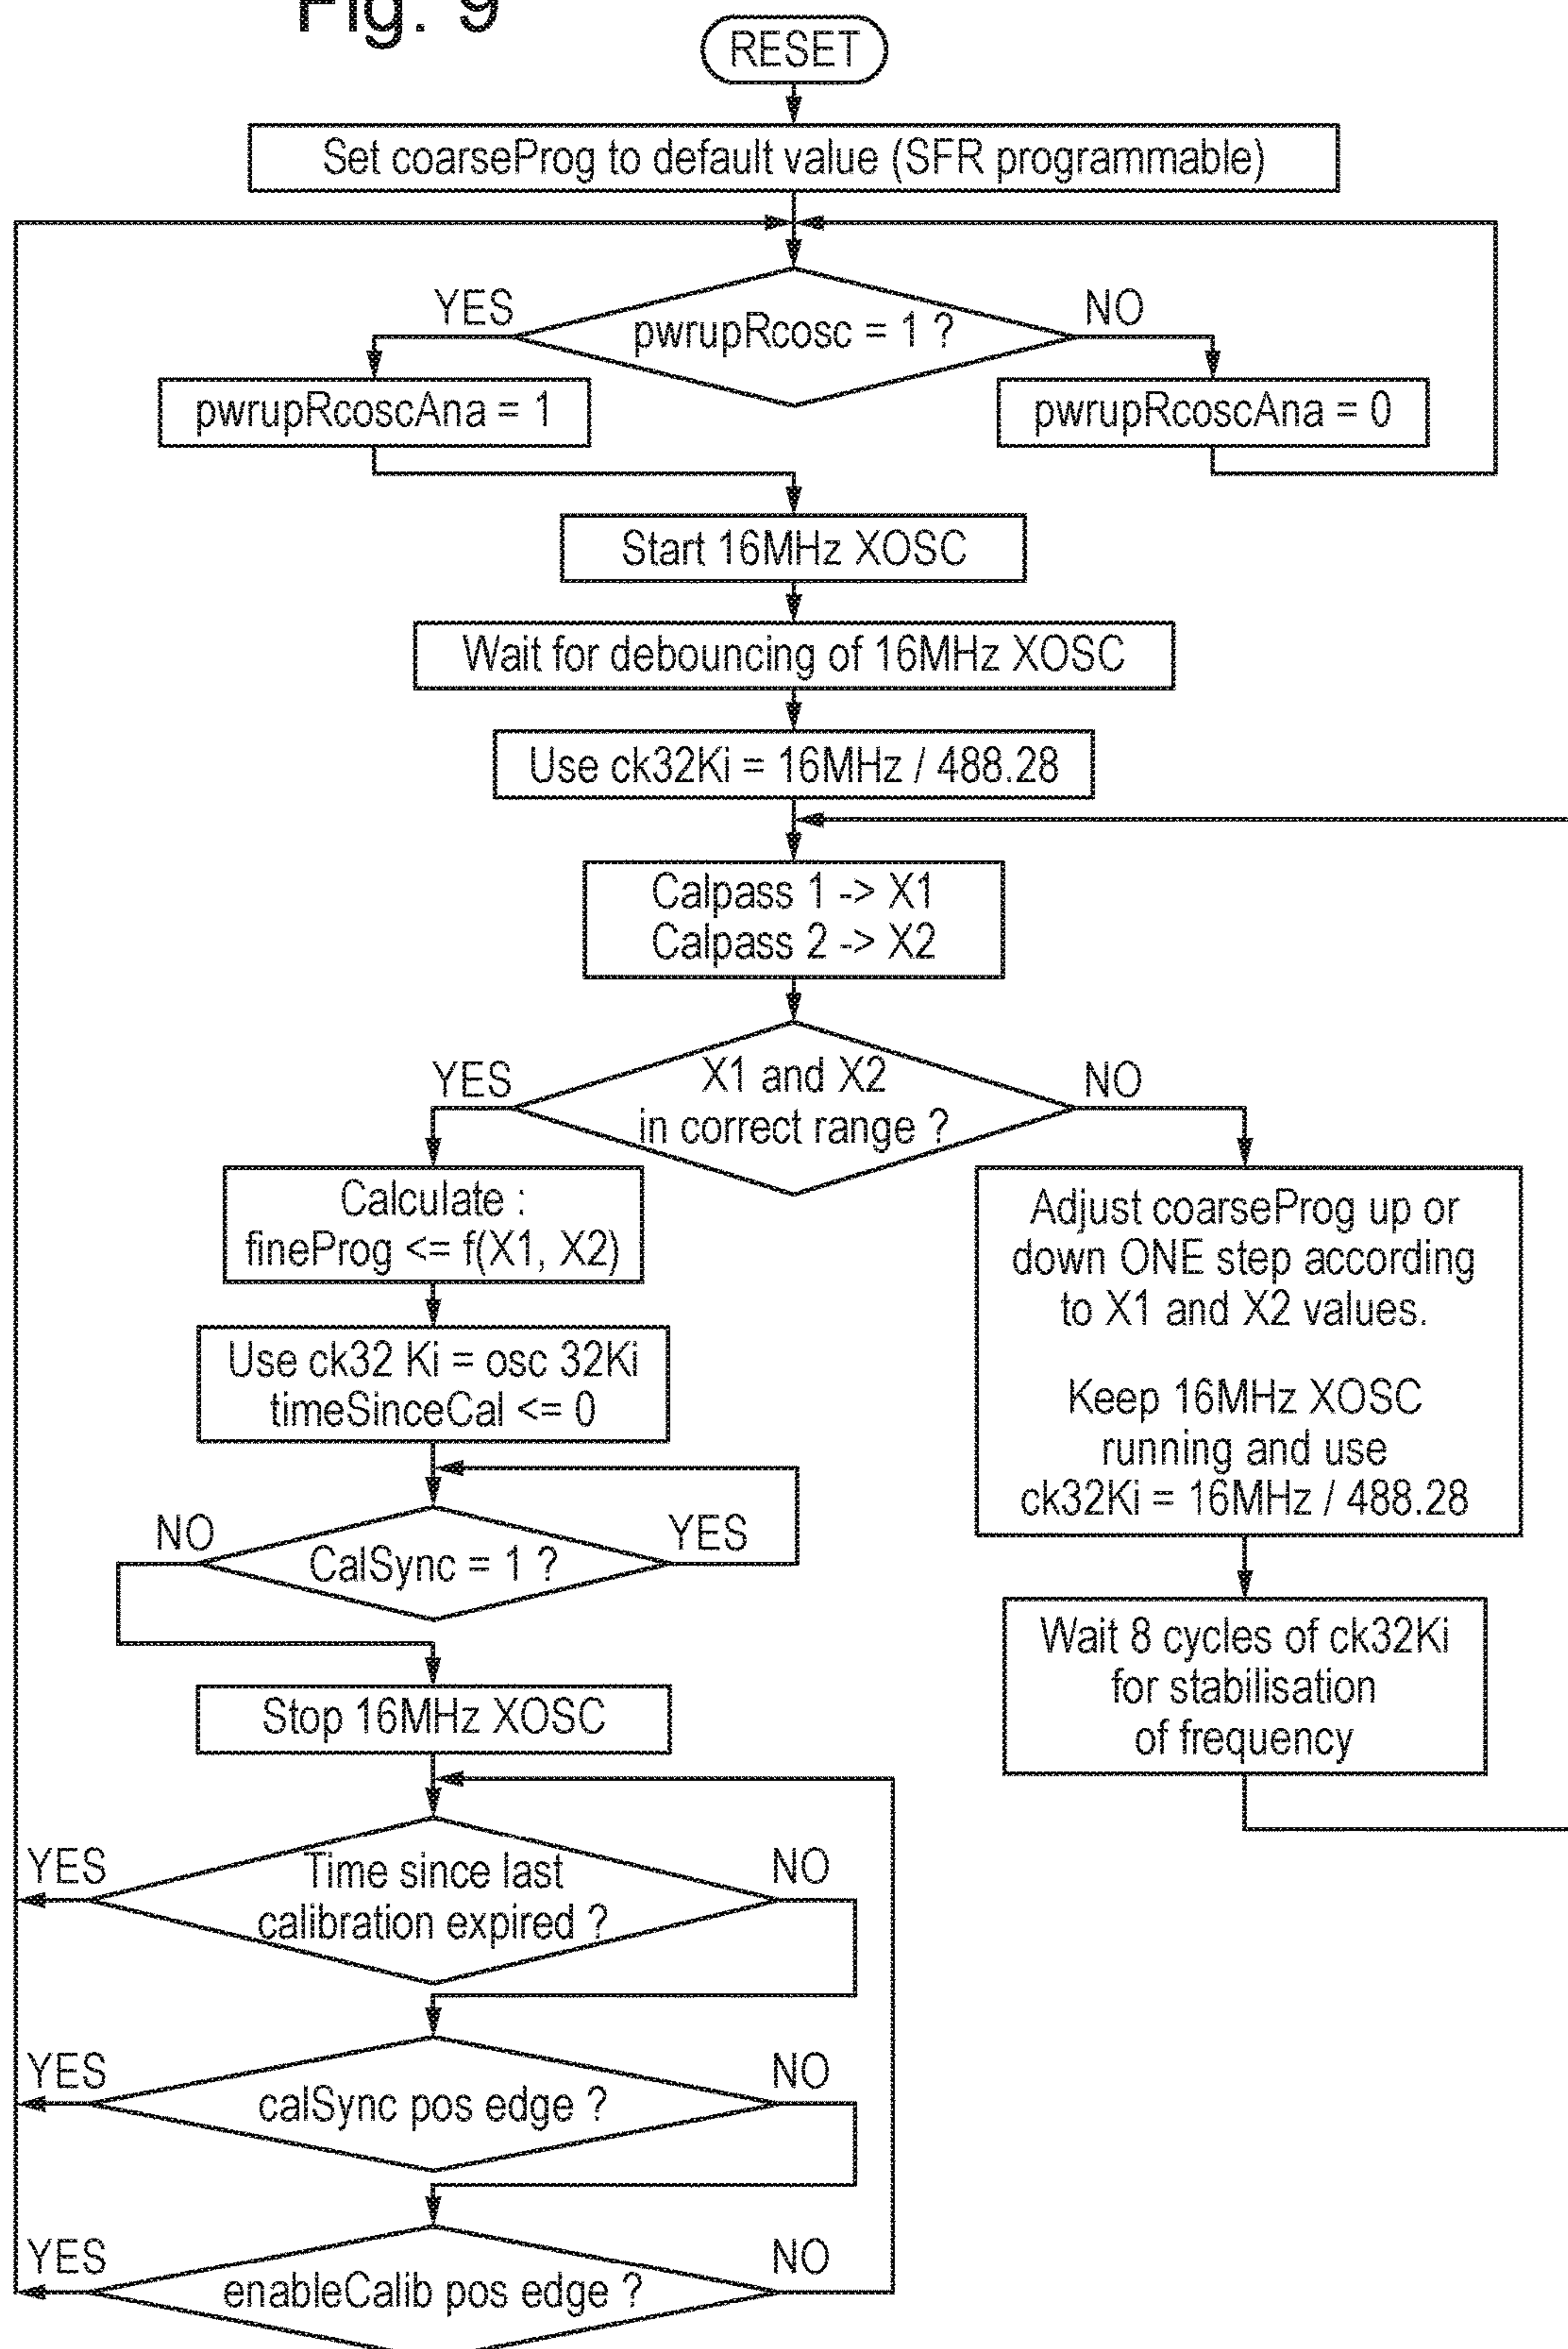 Fig. 9
RESET
Set coarseProg to default value (SFR programmable)
YES
pwrupRcosc = 1 ?
NO
pwrupRcoscAna = 1
pwrupRcoscAna = 0
Start 16MHz XOSC
Wait for debouncing of 16MHz XOSC
Use ck32Ki = 16MHz / 488.28
Calpass 1 -> X1
Calpass 2 -> X2
YES
X1 and X2
in correct range ?
NO
Calculate :
fineProg <= f(X1, X2)
Use ck32 Ki = osc 32Ki
timeSinceCal <= 0
Adjust coarseProg up or
down ONE step according
to X1 and X2 values.
Keep 16MHz XOSC
running and use
ck32Ki = 16MHz / 488.28
NO
CalSync = 1 ?
YES
Wait 8 cycles of ck32Ki
for stabilisation
of frequency
Stop 16MHz XOSC
YES
Time since last
calibration expired ?
NO
YES
calSync pos edge ?
NO
YES
enableCalib pos edge ?
NO